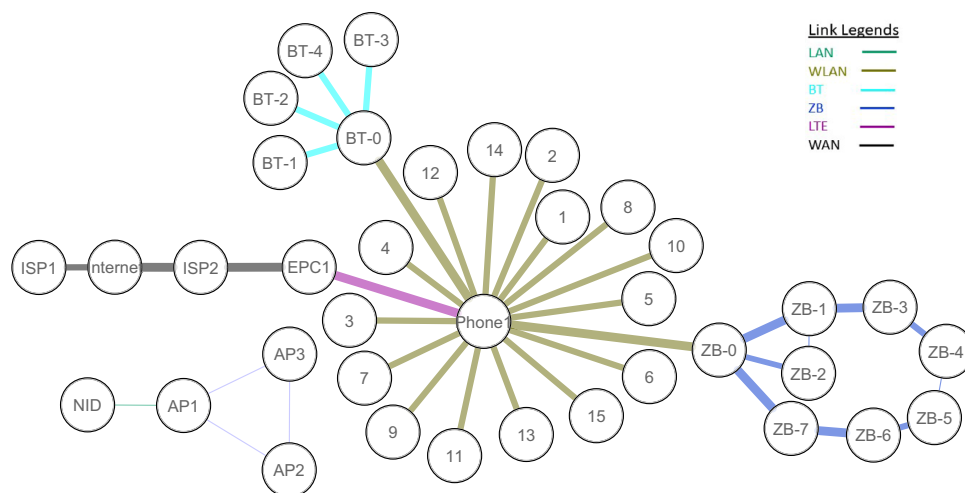 Link Legends
LAN
WLAN
BT
ZB
LTE
WAN
BT-3
BT-4
BT-2
BT-0
BT-1
14
2
12
8
1
4
10
ISP1
nterne
ISP2
EPC1
5
ZB-1
ZB-3
3
Phone1
ZB-0
ZB-4
AP3
7
6
ZB-2
NID
AP1
15
ZB-5
9
13
ZB-7
ZB-6
11
AP2